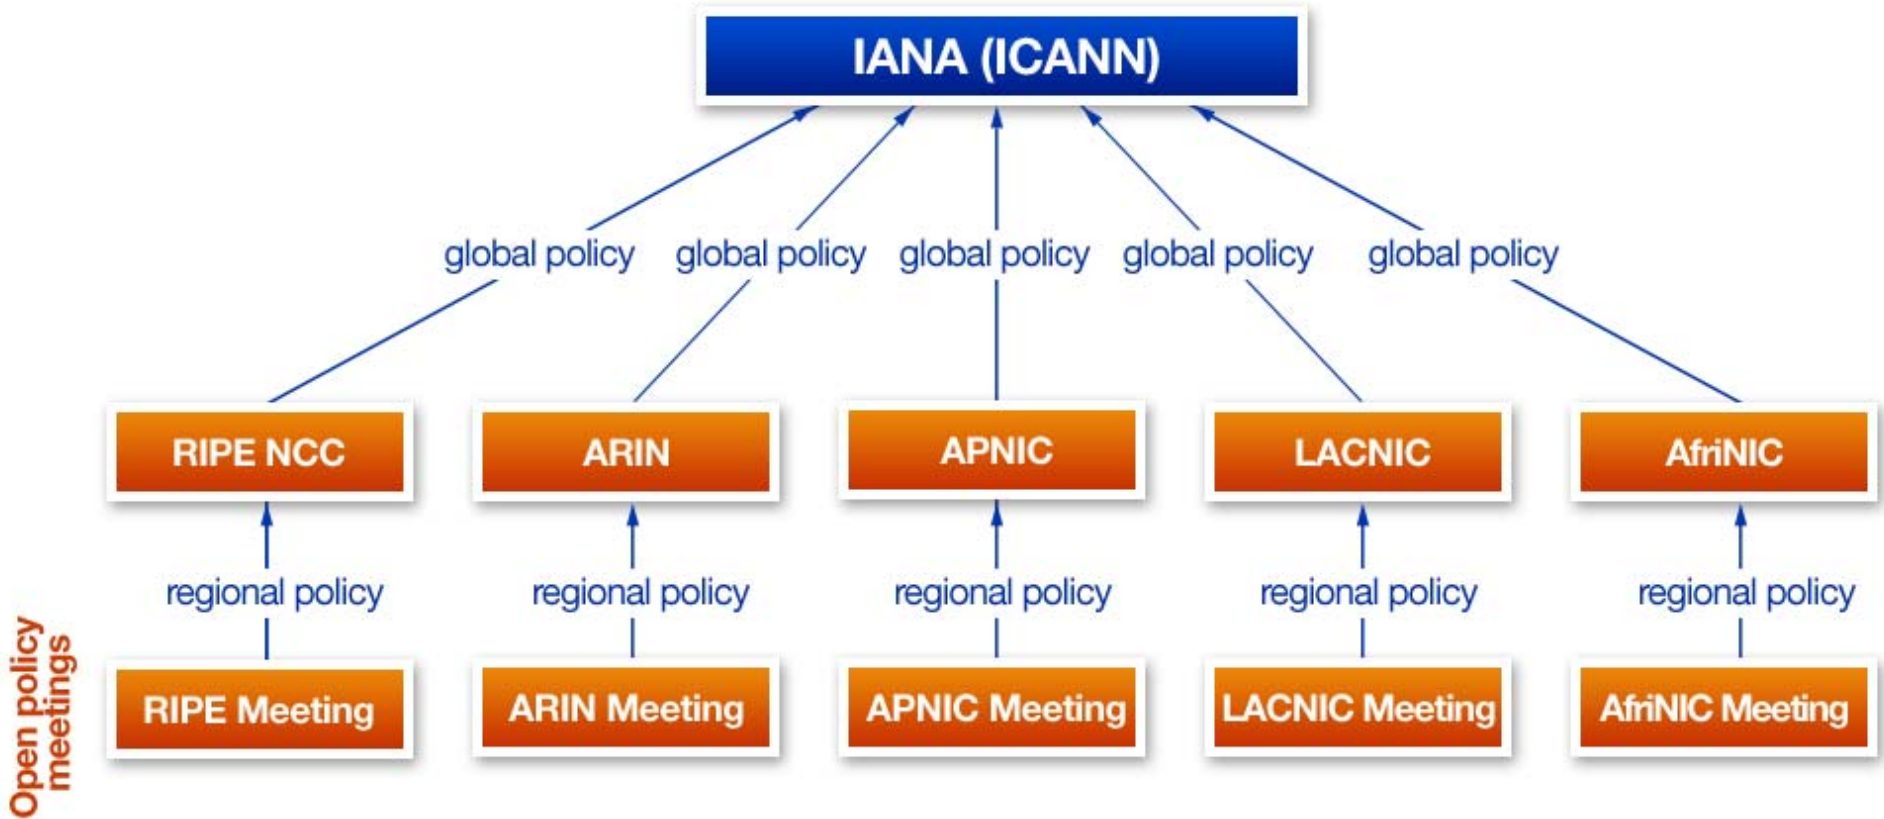 IANA (ICANN)
global policy
global policy
global policy
global policy
global policy
RIPE NCC
ARIN
APNIC
LACNIC
AfriNIC
regional policy
regional policy
regional policy
regional policy
regional policy
Open policy
meetings
RIPE Meeting
ARIN Meeting
APNIC Meeting
LACNIC Meeting
AfriNIC Meeting